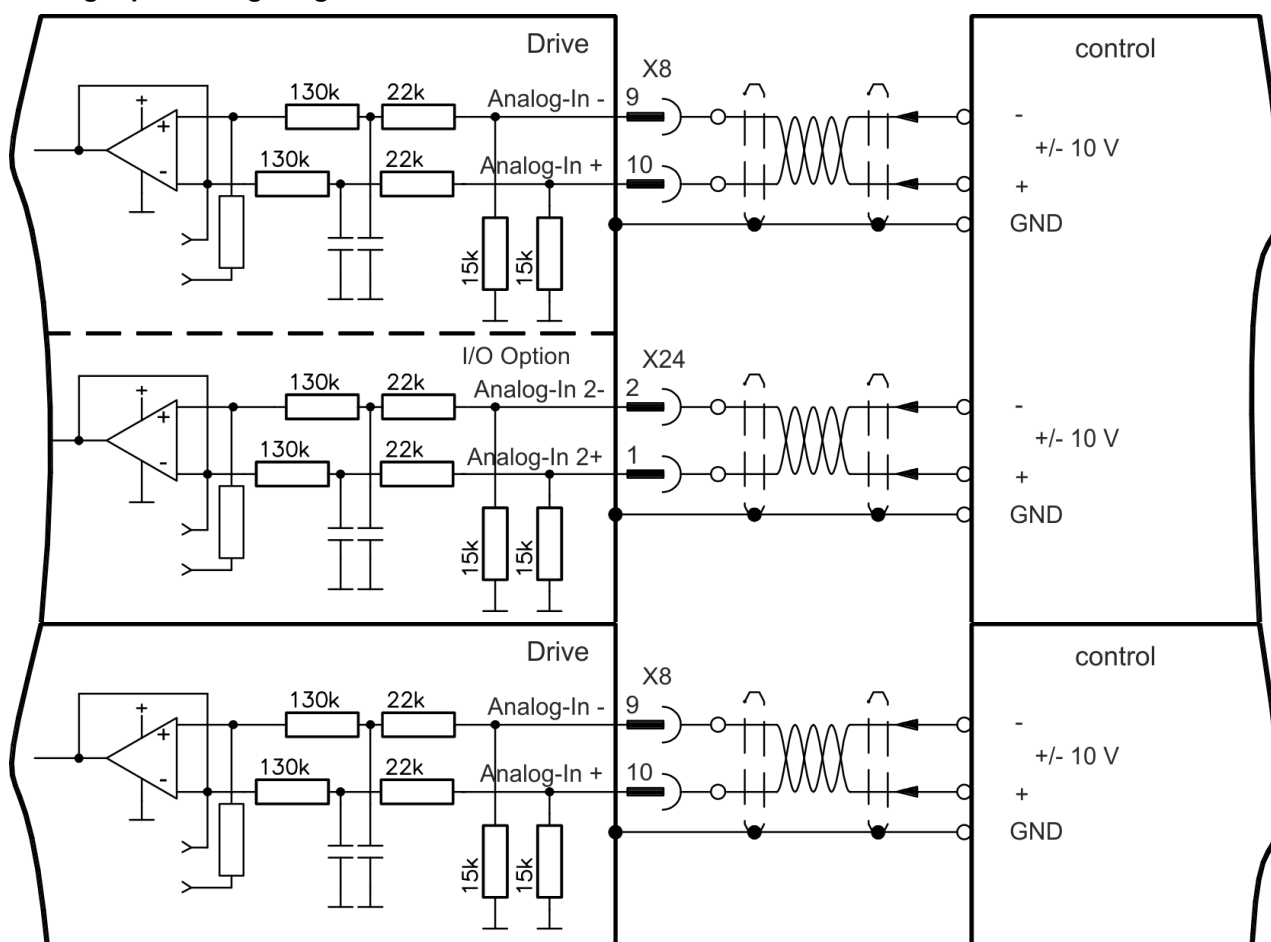 Drive
control
X8
130k 22k Analog-In - 9
-
+/- 10 V
130k 22k Analog-In + 10
+
GND
15k 15k
+
+
-
I/O Option
X24
130k 22k Analog-In 2- 2
-
+/- 10 V
130k 22k Analog-In 2+ 1
+
GND
15k 15k
+
+
-
Drive
control
X8
130k 22k Analog-In - 9
-
+/- 10 V
130k 22k Analog-In + 10
+
GND
15k 15k
+
+
-